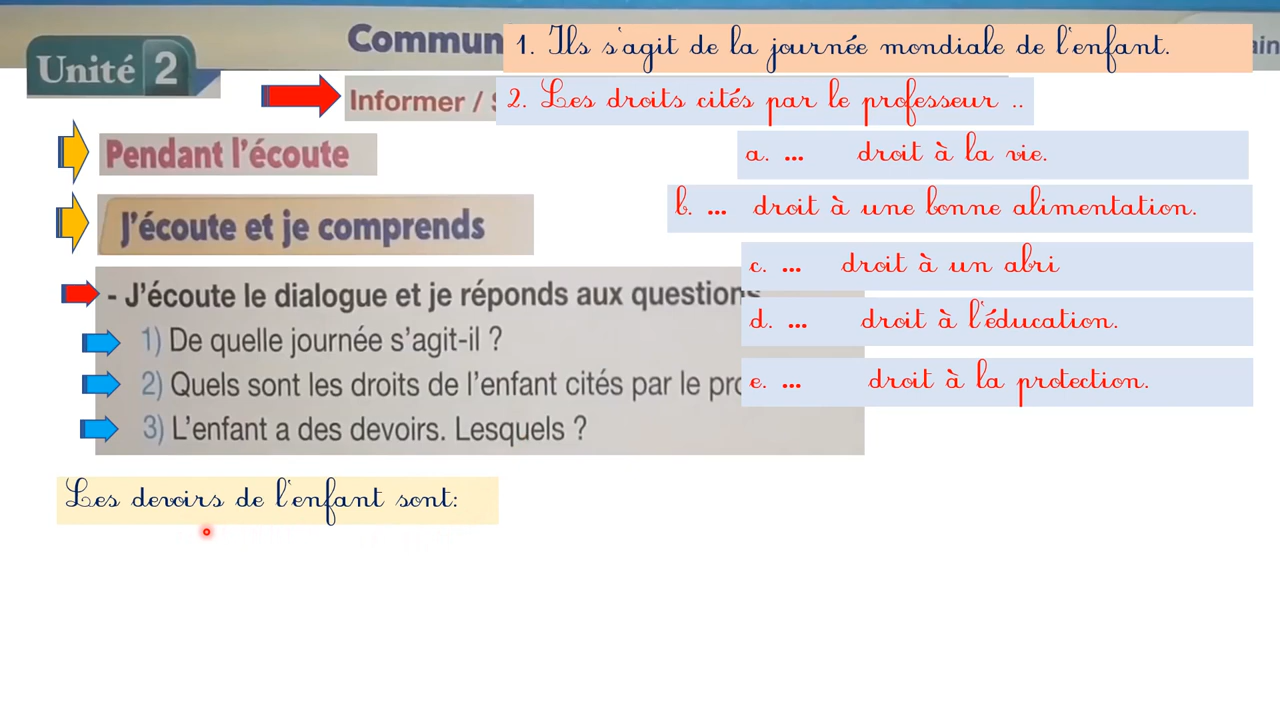 Commun
1. Ils s'agit de la journée mondiale de l'enfant.
Unité 2
Informer /
2. Les droits cités par le professeur ..
Pendant l'écoute
a. ... droit à la vie.
b. ... droit à une bonne alimentation.
J'écoute et je comprends
c. ... droit à un abri
- J'écoute le dialogue et je réponds aux questions
d. ... droit à l'éducation.
1) De quelle journée s'agit-il ?
2) Quels sont les droits de l'enfant cités par le pro
e. ... droit à la protection.
3) L'enfant a des devoirs. Lesquels ?
Les devoirs de l'enfant sont: